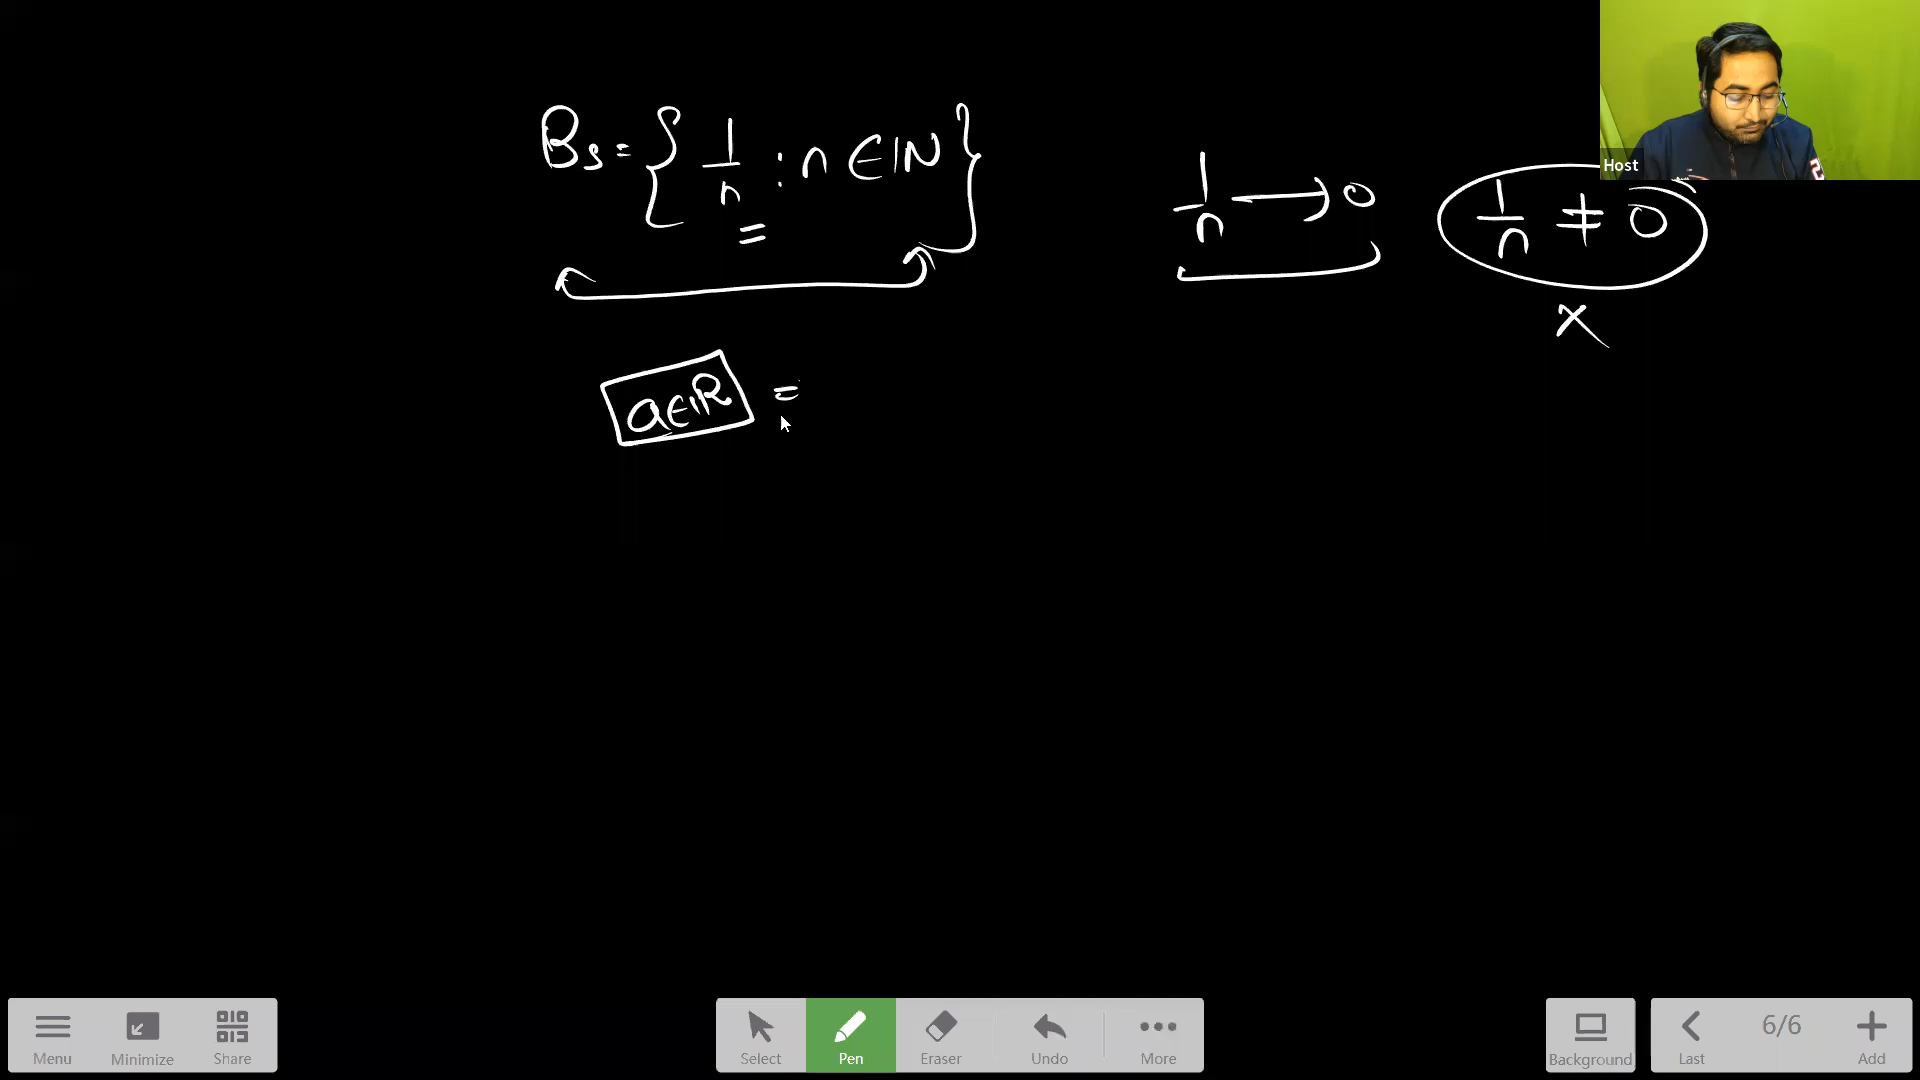 B_s = { 1/n : n ∈ ℕ }
=
1/n → 0
1/n ≠ 0
x
a∈ℝ =
Host
Menu
Minimize
Share
Select
Pen
Eraser
Undo
More
Background
Last
6/6
Add